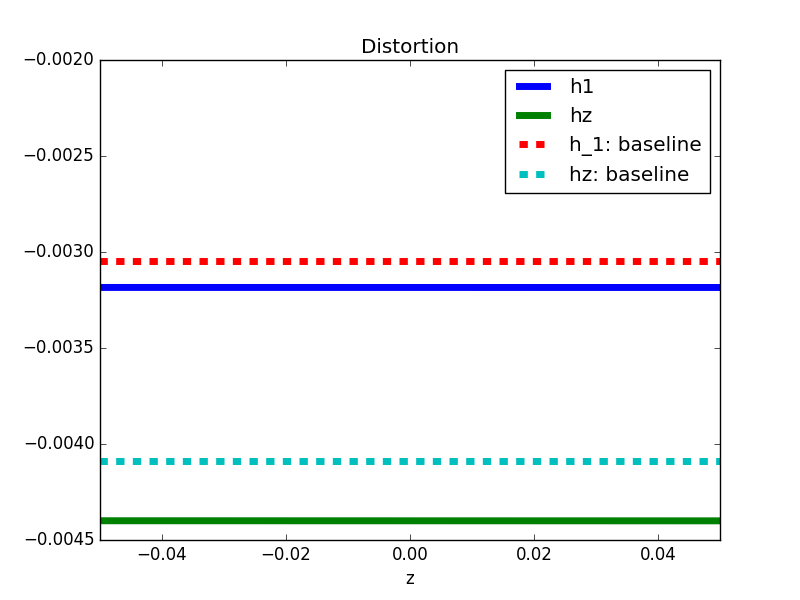 Distortion
−0.0020
−0.0025
−0.0030
−0.0035
−0.0040
−0.0045
h1
hz
h_1: baseline
hz: baseline
−0.04
−0.02
0.00
0.02
0.04
z